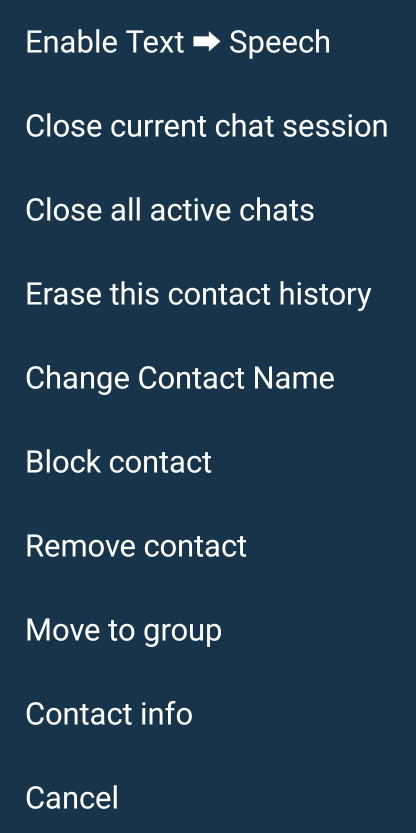 Enable Text ➡ Speech
Close current chat session
Close all active chats
Erase this contact history
Change Contact Name
Block contact
Remove contact
Move to group
Contact info
Cancel